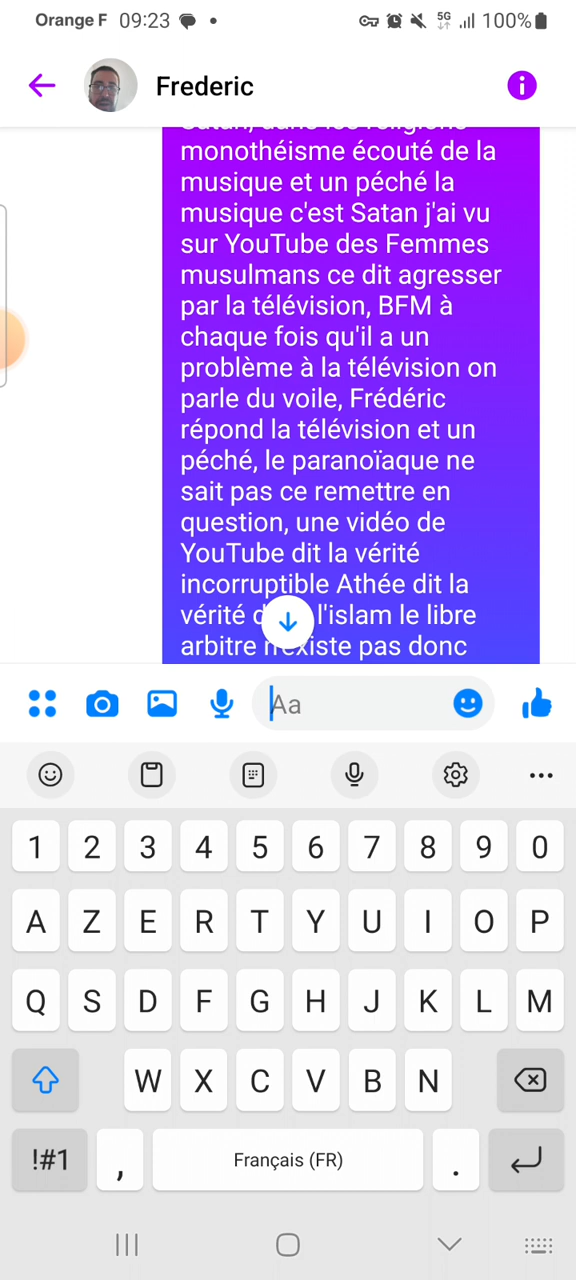 Orange F 09:23 5G 100%
Frederic
monothéisme écouté de la
musique et un péché la
musique c'est Satan j'ai vu
sur YouTube des Femmes
musulmans ce dit agresser
par la télévision, BFM à
chaque fois qu'il a un
problème à la télévision on
parle du voile, Frédéric
répond la télévision et un
péché, le paranoïaque ne
sait pas ce remettre en
question, une vidéo de
YouTube dit la vérité
incorruptible Athée dit la
vérité l'islam le libre
arbitre n'existe pas donc
Aa
1 2 3 4 5 6 7 8 9 0
A Z E R T Y U I O P
Q S D F G H J K L M
W X C V B N
!#1 , Français (FR) .